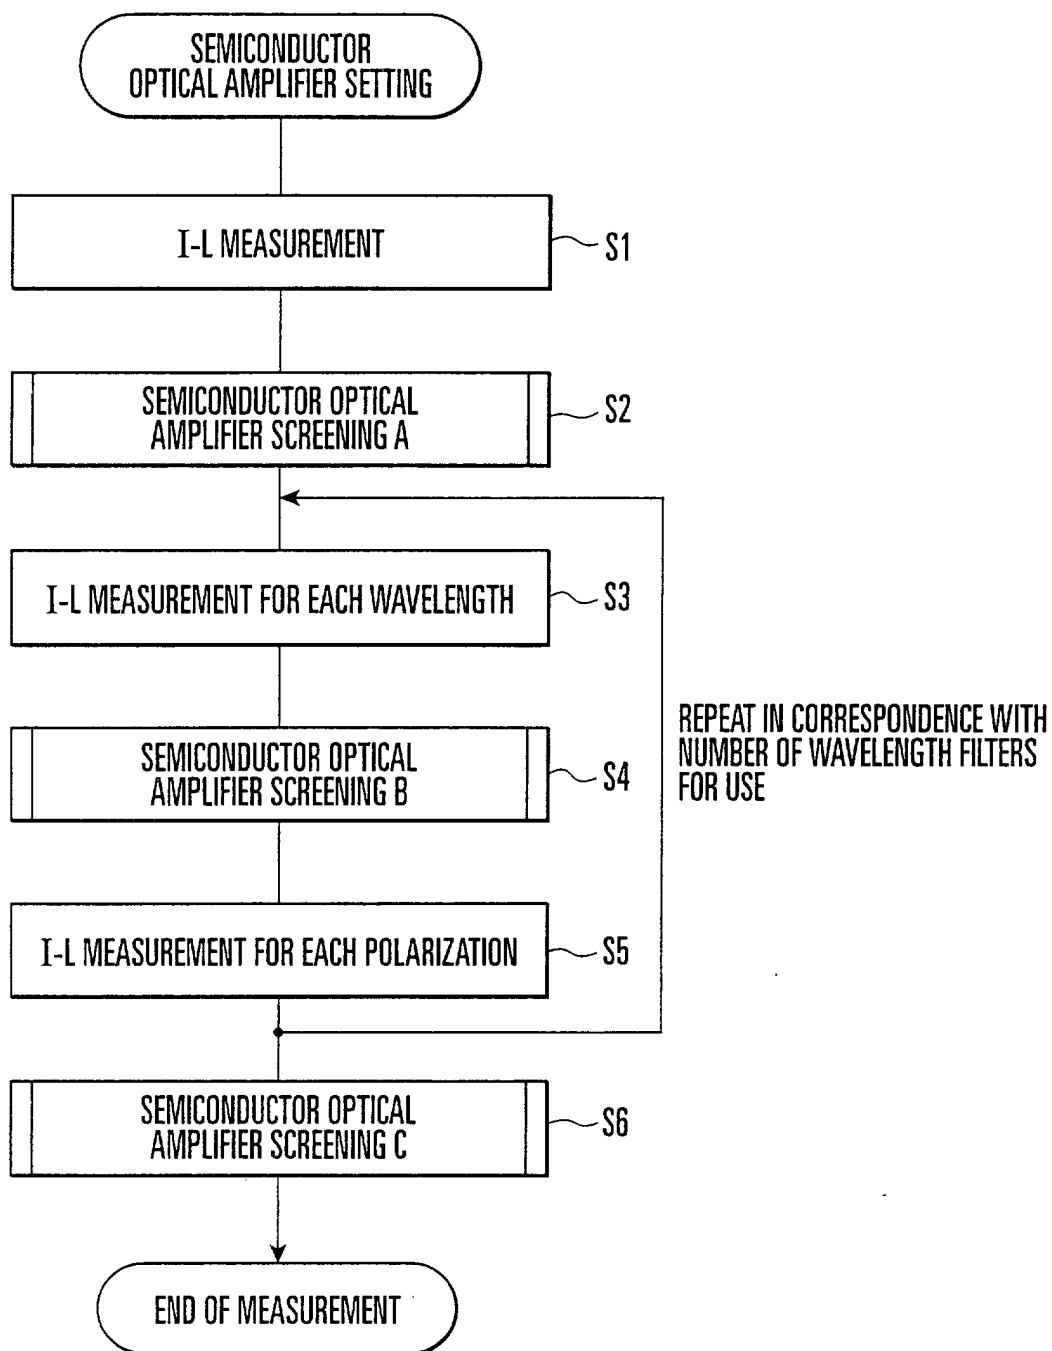 SEMICONDUCTOR
OPTICAL AMPLIFIER SETTING
I-L MEASUREMENT
S1
SEMICONDUCTOR OPTICAL
AMPLIFIER SCREENING A
S2
I-L MEASUREMENT FOR EACH WAVELENGTH
S3
REPEAT IN CORRESPONDENCE WITH
NUMBER OF WAVELENGTH FILTERS
FOR USE
SEMICONDUCTOR OPTICAL
AMPLIFIER SCREENING B
S4
I-L MEASUREMENT FOR EACH POLARIZATION
S5
SEMICONDUCTOR OPTICAL
AMPLIFIER SCREENING C
S6
END OF MEASUREMENT